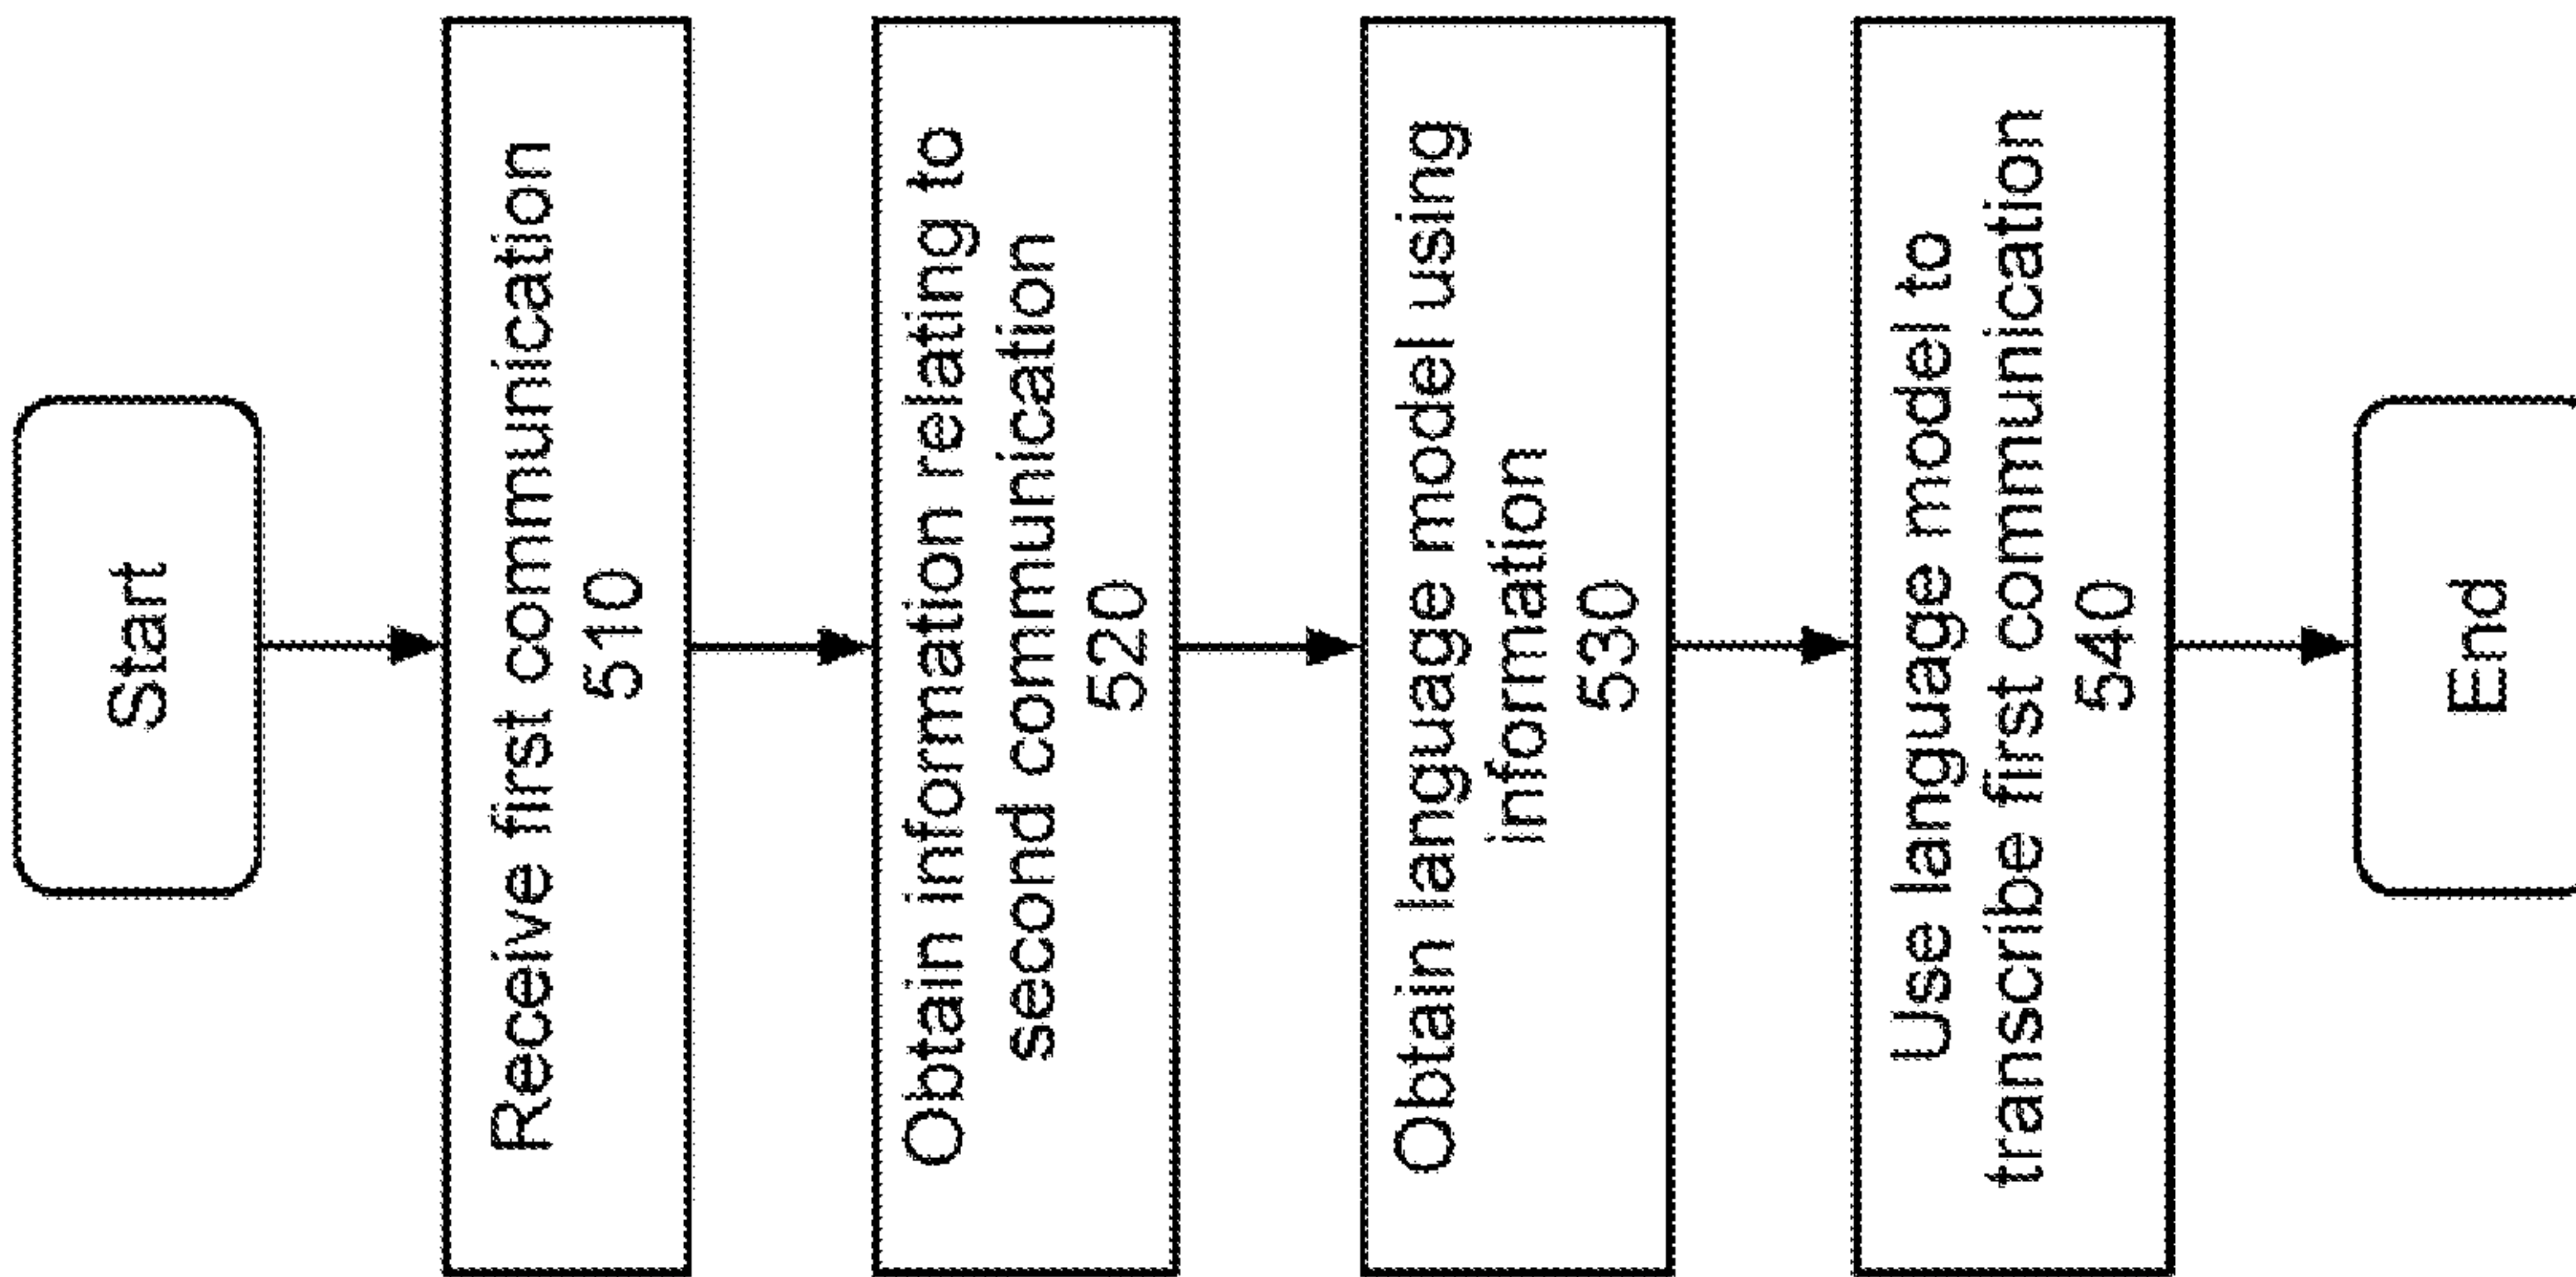 Start
Receive first communication
510
Obtain information relating to
second communication
520
Obtain language model using
information
530
Use language model to
transcribe first communication
540
End